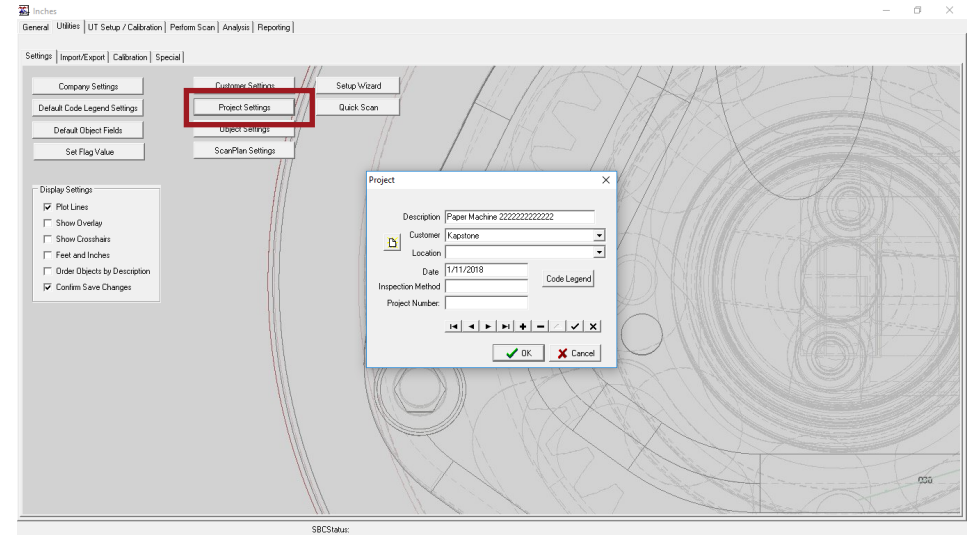 Inches
General Utilities UT Setup / Calibration Perform Scan Analysis Reporting
Settings Import/Export Calibration Special
Company Settings Customer Settings Setup Wizard
Default Code Legend Settings Project Settings Quick Scan
Default Object Fields Object Settings
Set Flag Value ScanPlan Settings
Display Settings
Plot Lines
Show Overlay
Show Crosshairs
Feet and Inches
Order Objects by Description
Confirm Save Changes
Project
Description Paper Machine 2222222222222
Customer Kapstone
Location
Date 1/11/2018
Code Legend
Inspection Method
Project Number:
OK Cancel
SBCStatus: